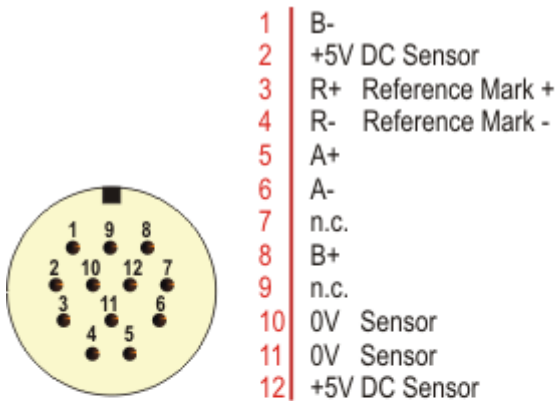 1 B-
2 +5V DC Sensor
3 R+ Reference Mark +
4 R- Reference Mark -
5 A+
6 A-
7 n.c.
8 B+
9 n.c.
10 0V Sensor
11 0V Sensor
12 +5V DC Sensor
1 9 8
2 10 12 7
3 11 6
4 5